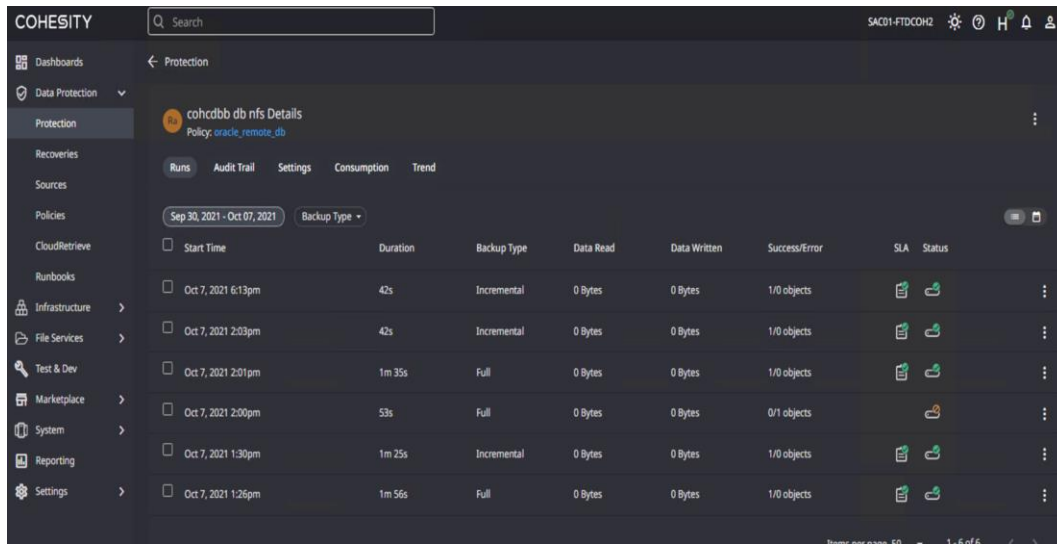 COHESITY
Search
SAC01-FTDCOH2
H
Dashboards
Data Protection
Protection
Recoveries
Sources
Policies
CloudRetrieve
Runbooks
Infrastructure
File Services
Test & Dev
Marketplace
System
Reporting
Settings
Protection
Ra
cohcdbb db nfs Details
Policy: oracle_remote_db
Runs Audit Trail Settings Consumption Trend
Sep 30, 2021 - Oct 07, 2021 Backup Type
Start Time Duration Backup Type Data Read Data Written Success/Error SLA Status
Oct 7, 2021 6:13pm 42s Incremental 0 Bytes 0 Bytes 1/0 objects
Oct 7, 2021 2:03pm 42s Incremental 0 Bytes 0 Bytes 1/0 objects
Oct 7, 2021 2:01pm 1m 35s Full 0 Bytes 0 Bytes 1/0 objects
Oct 7, 2021 2:00pm 53s Full 0 Bytes 0 Bytes 0/1 objects
Oct 7, 2021 1:30pm 1m 25s Incremental 0 Bytes 0 Bytes 1/0 objects
Oct 7, 2021 1:26pm 1m 56s Full 0 Bytes 0 Bytes 1/0 objects
Items per page 50 1 - 6 of 6